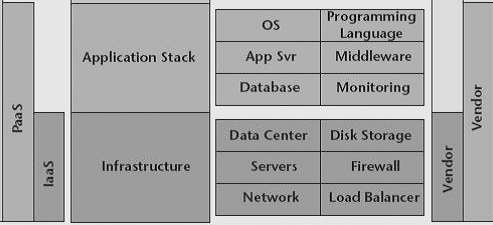 OS
Programming
Language
Application Stack
App Svr
Middleware
Database
Monitoring
PaaS
Vendor
Data Center
Disk Storage
IaaS
Infrastructure
Servers
Firewall
Vendor
Network
Load Balancer